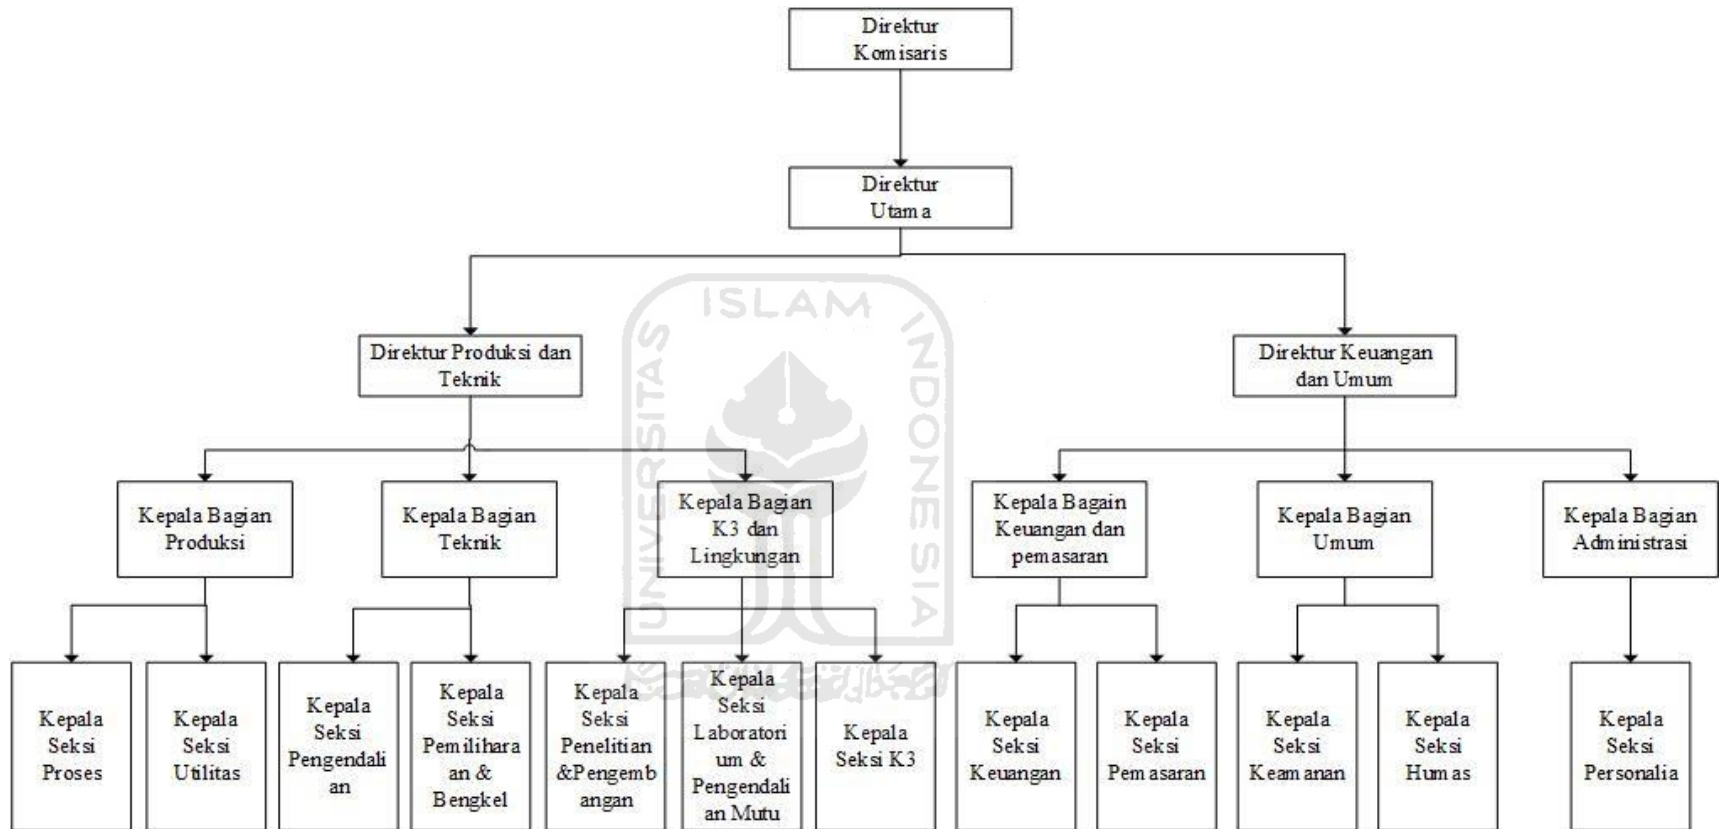 Direktur
Komisaris
Direktur
Utama
Direktur Produksi dan
Teknik
Direktur Keuangan
dan Umum
Kepala Bagian
Produksi
Kepala Bagian
Teknik
Kepala Bagian
K3 dan
Lingkungan
Kepala Bagain
Keuangan dan
pemasaran
Kepala Bagian
Umum
Kepala Bagian
Administrasi
Kepala
Seksi
Proses
Kepala
Seksi
Utilitas
Kepala
Seksi
Pengendali
an
Kepala
Seksi
Pemilihara
an &
Bengkel
Kepala
Seksi
Penelitian
&Pengemb
angan
Kepala
Seksi
Laboratori
um &
Pengendali
an Mutu
Kepala
Seksi K3
Kepala
Seksi
Keuangan
Kepala
Seksi
Pemasaran
Kepala
Seksi
Keamanan
Kepala
Seksi
Humas
Kepala
Seksi
Personalia
UNIVERSITAS
ISLAM
INDONESIA